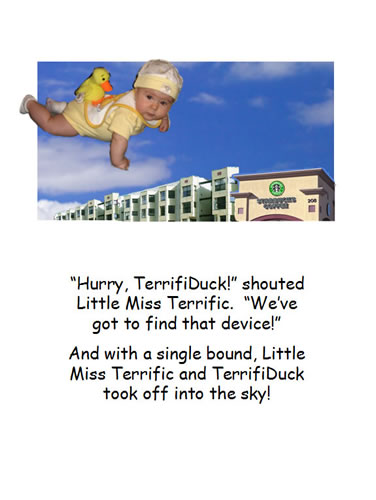 STARBUCKS
COFFEE
208
“Hurry, TerrifiDuck!” shouted
Little Miss Terrific.  “We’ve
got to find that device!”
And with a single bound, Little
Miss Terrific and TerrifiDuck
took off into the sky!